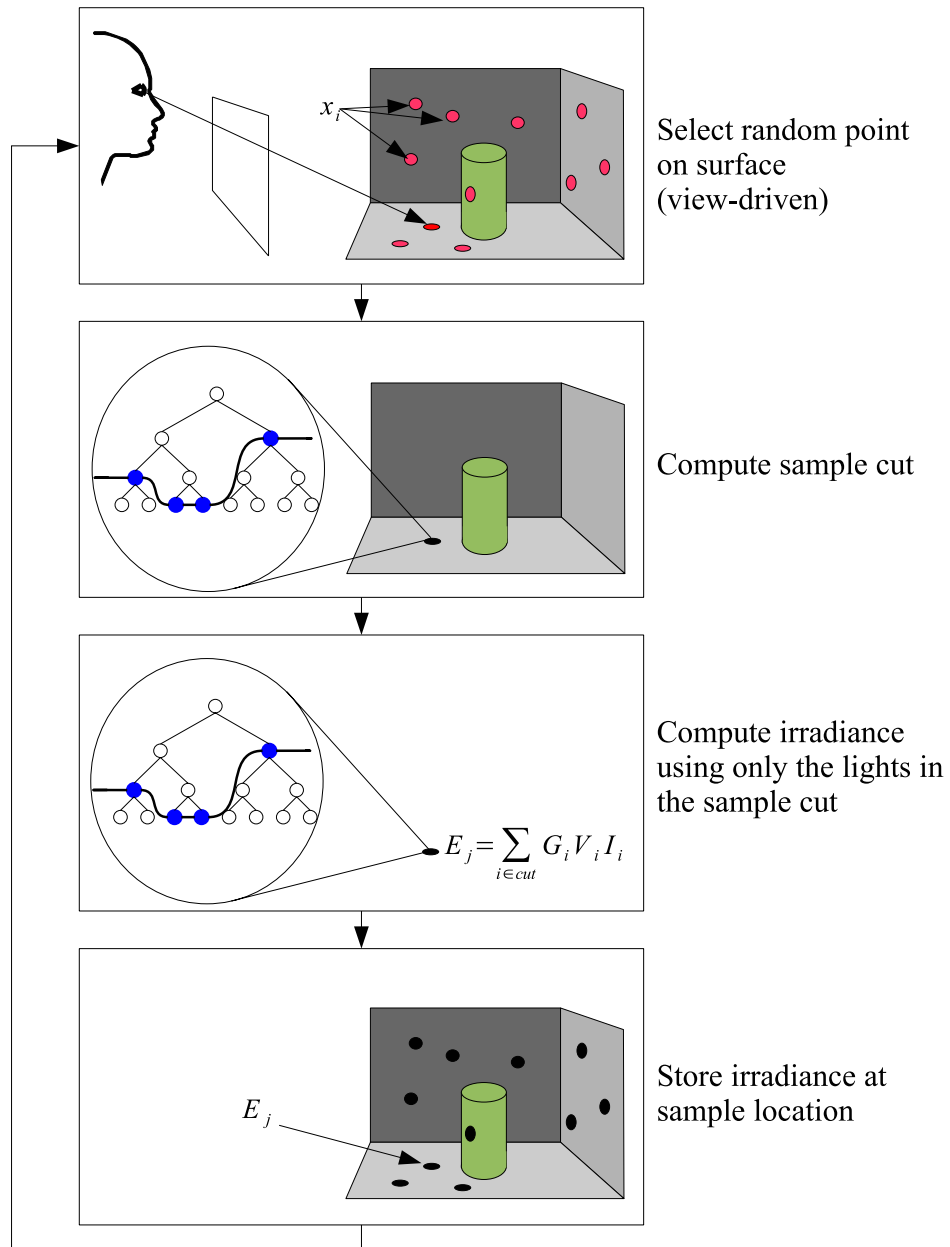 x_i
Select random point
on surface
(view-driven)
Compute sample cut
Compute irradiance
using only the lights in
the sample cut
E_j = ∑_{i∈cut} G_i V_i I_i
Store irradiance at
sample location
E_j